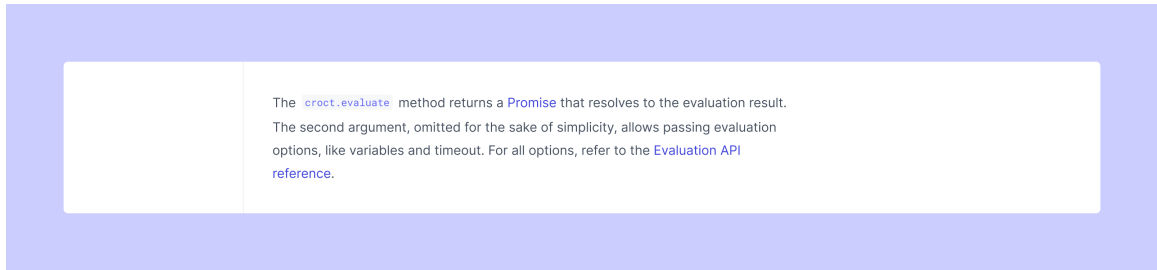 The croct.evaluate method returns a Promise that resolves to the evaluation result.
The second argument, omitted for the sake of simplicity, allows passing evaluation
options, like variables and timeout. For all options, refer to the Evaluation API
reference.